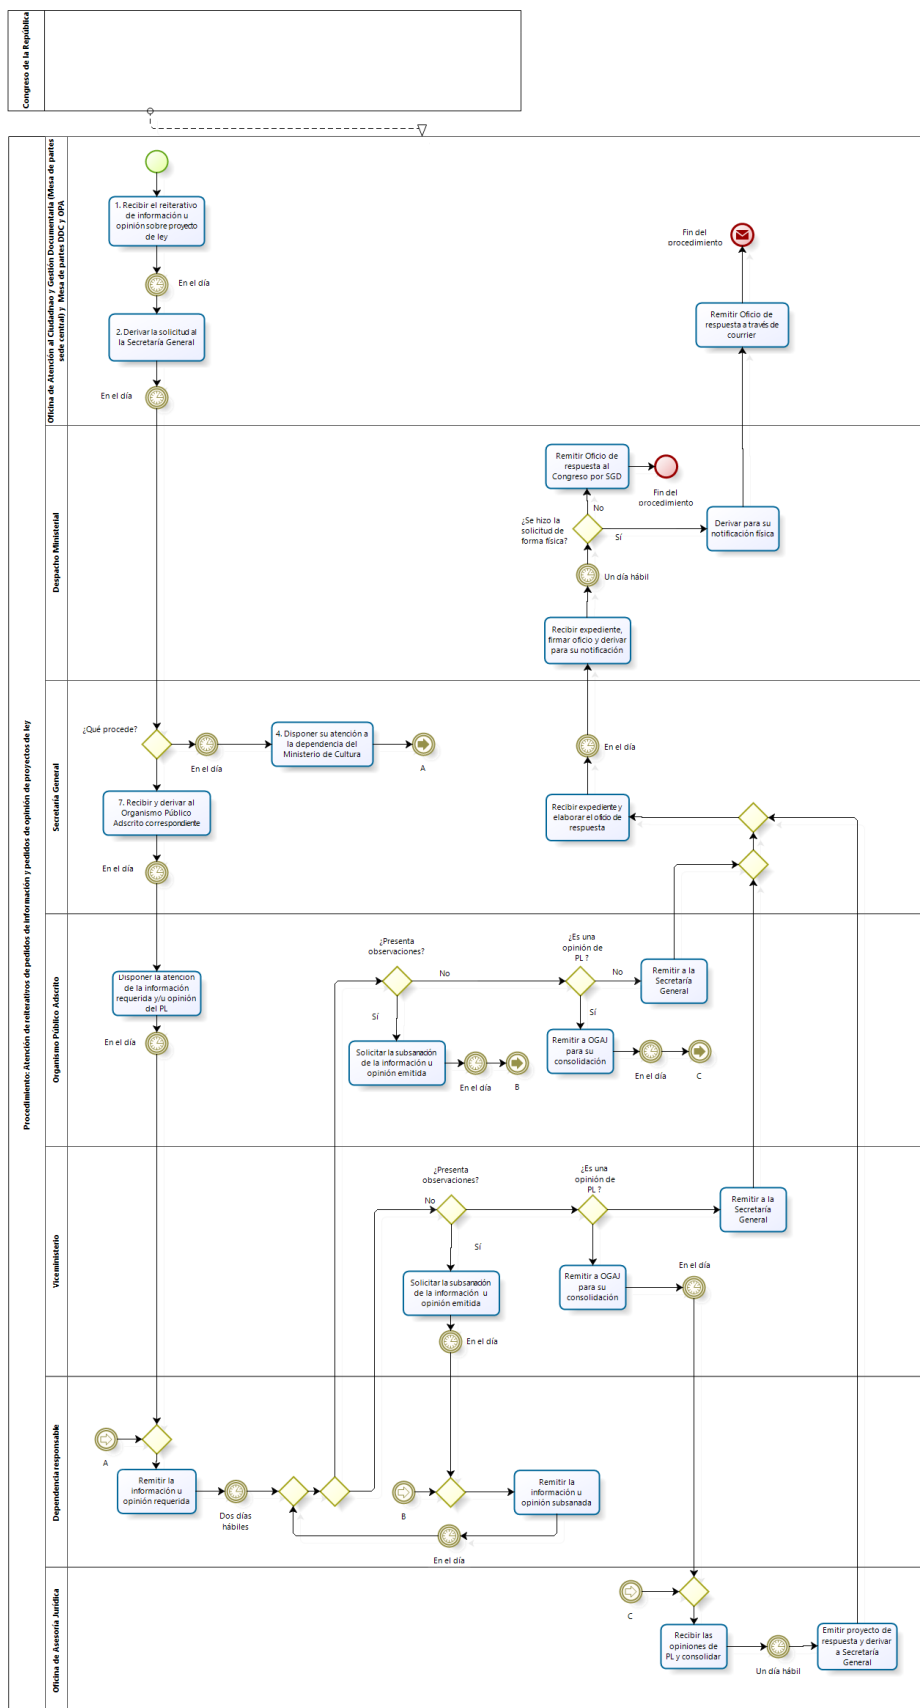 Congreso de la República
Procedimiento: Atención de reiterativos de pedidos de información y pedidos de opinión de proyectos de ley
Oficina de Atención al Ciudadnao y Gestión Documentaria (Mesa de partes
sede central) y Mesa de partes DDC y OPA
1. Recibir el reiterativo
de información u
opinión sobre proyecto
de ley
En el día
2. Derivar la solicitud al
la Secretaría General
En el día
Fin del
procedimiento
Remitir Oficio de
respuesta a través de
courrier
Despacho Ministerial
Remitir Oficio de
respuesta al
Congreso por SGD
Fin del
procedimiento
No
¿Se hizo la
solicitud de
forma física?
Sí
Derivar para su
notificación física
Un día hábil
Recibir expediente,
firmar oficio y derivar
para su notificación
Secretaría General
¿Qué procede?
En el día
4. Disponer su atención a
la dependencia del
Ministerio de Cultura
A
En el día
7. Recibir y derivar al
Organismo Público
Adscrito correspondiente
En el día
Recibir expediente y
elaborar el oficio de
respuesta
Organismo Público Adscrito
Disponer la atención
de la información
requerida y/u opinión
del PL
En el día
¿Presenta
observaciones?
No
Sí
Solicitar la subsanación
de la información u
opinión emitida
En el día
B
¿Es una
opinión de
PL ?
No
Sí
Remitir a la
Secretaría
General
Remitir a OGAJ
para su
consolidación
En el día
C
Viceministerio
¿Presenta
observaciones?
No
Sí
Solicitar la subsanación
de la información u
opinión emitida
En el día
¿Es una
opinión de
PL ?
Remitir a la
Secretaría
General
Remitir a OGAJ
para su
consolidación
En el día
Dependencia responsable
A
Remitir la
información u
opinión requerida
Dos días
hábiles
B
Remitir la
información u
opinión subsanada
En el día
Oficina de Asesoría Jurídica
C
Recibir las
opiniones de
PL y consolidar
Un día hábil
Emitir proyecto de
respuesta y derivar
a Secretaría
General